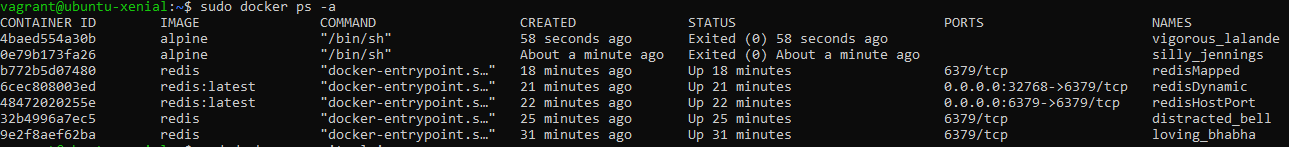 vagrant@ubuntu-xenial:~$ sudo docker ps -a
CONTAINER ID        IMAGE               COMMAND                  CREATED              STATUS                          PORTS                     NAMES
4baed554a30b        alpine              "/bin/sh"                58 seconds ago       Exited (0) 58 seconds ago                                 vigorous_lalande
0e79b173fa26        alpine              "/bin/sh"                About a minute ago   Exited (0) About a minute ago                             silly_jennings
b772b5d07480        redis               "docker-entrypoint.s…"   18 minutes ago       Up 18 minutes                   6379/tcp                  redisMapped
6cec808003ed        redis:latest        "docker-entrypoint.s…"   21 minutes ago       Up 21 minutes                   0.0.0.0:32768->6379/tcp   redisDynamic
48472020255e        redis:latest        "docker-entrypoint.s…"   22 minutes ago       Up 22 minutes                   0.0.0.0:6379->6379/tcp    redisHostPort
32b4996a7ec5        redis               "docker-entrypoint.s…"   25 minutes ago       Up 25 minutes                   6379/tcp                  distracted_bell
9e2f8aef62ba        redis               "docker-entrypoint.s…"   31 minutes ago       Up 31 minutes                   6379/tcp                  loving_bhabha